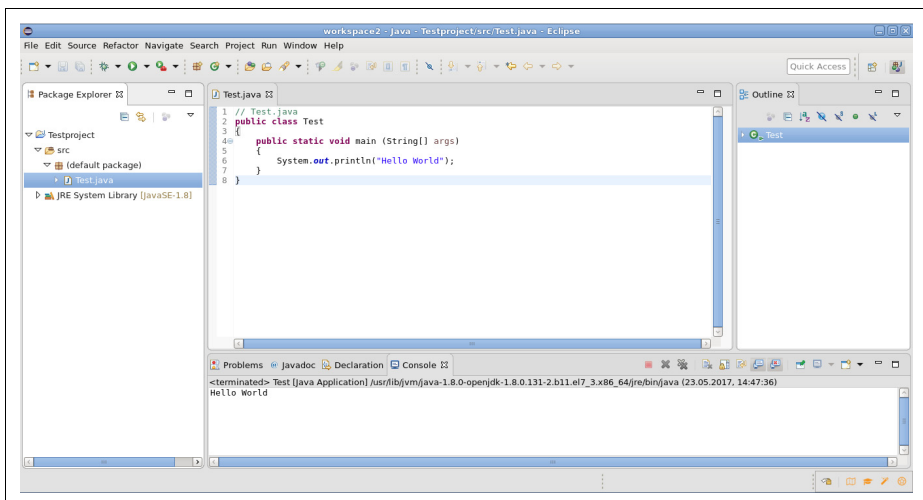 workspace2 - Java - Testproject/src/Test.java - Eclipse
File Edit Source Refactor Navigate Search Project Run Window Help
Quick Access
Package Explorer
Testproject
src
(default package)
Test.java
JRE System Library [JavaSE-1.8]
Test.java
1 // Test.java
2 public class Test
3 {
4 public static void main (String[] args)
5 {
6 System.out.println("Hello World");
7 }
8 }
Outline
Test
Problems @ Javadoc Declaration Console
<terminated> Test [Java Application] /usr/lib/jvm/java-1.8.0-openjdk-1.8.0.131-2.b11.el7_3.x86_64/jre/bin/java (23.05.2017, 14:47:36)
Hello World